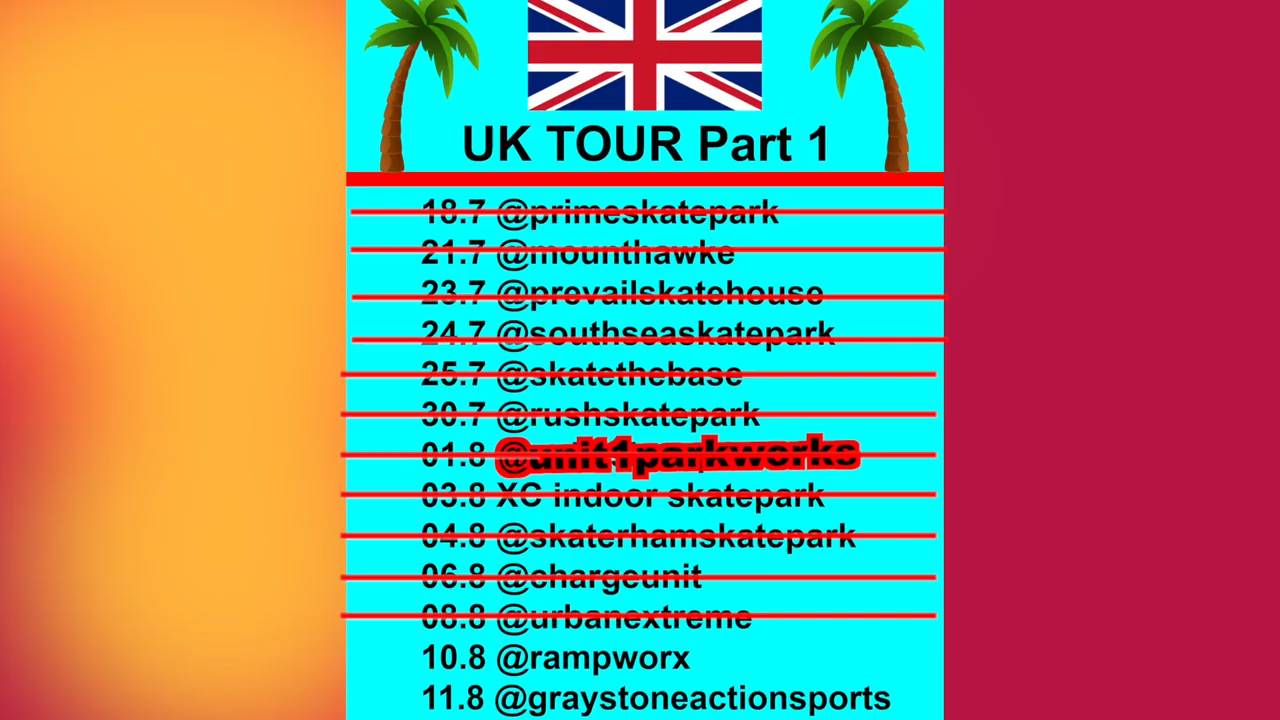 UK TOUR Part 1
18.7 @primeskatepark
21.7 @mounthawke
23.7 @prevailskatehouse
24.7 @southseaskatepark
25.7 @skatethebase
30.7 @rushskatepark
01.8 @unit1parkworks
03.8 XC indoor skatepark
04.8 @skaterhamskatepark
06.8 @chargeunit
08.8 @urbanextreme
10.8 @rampworx
11.8 @graystoneactionsports